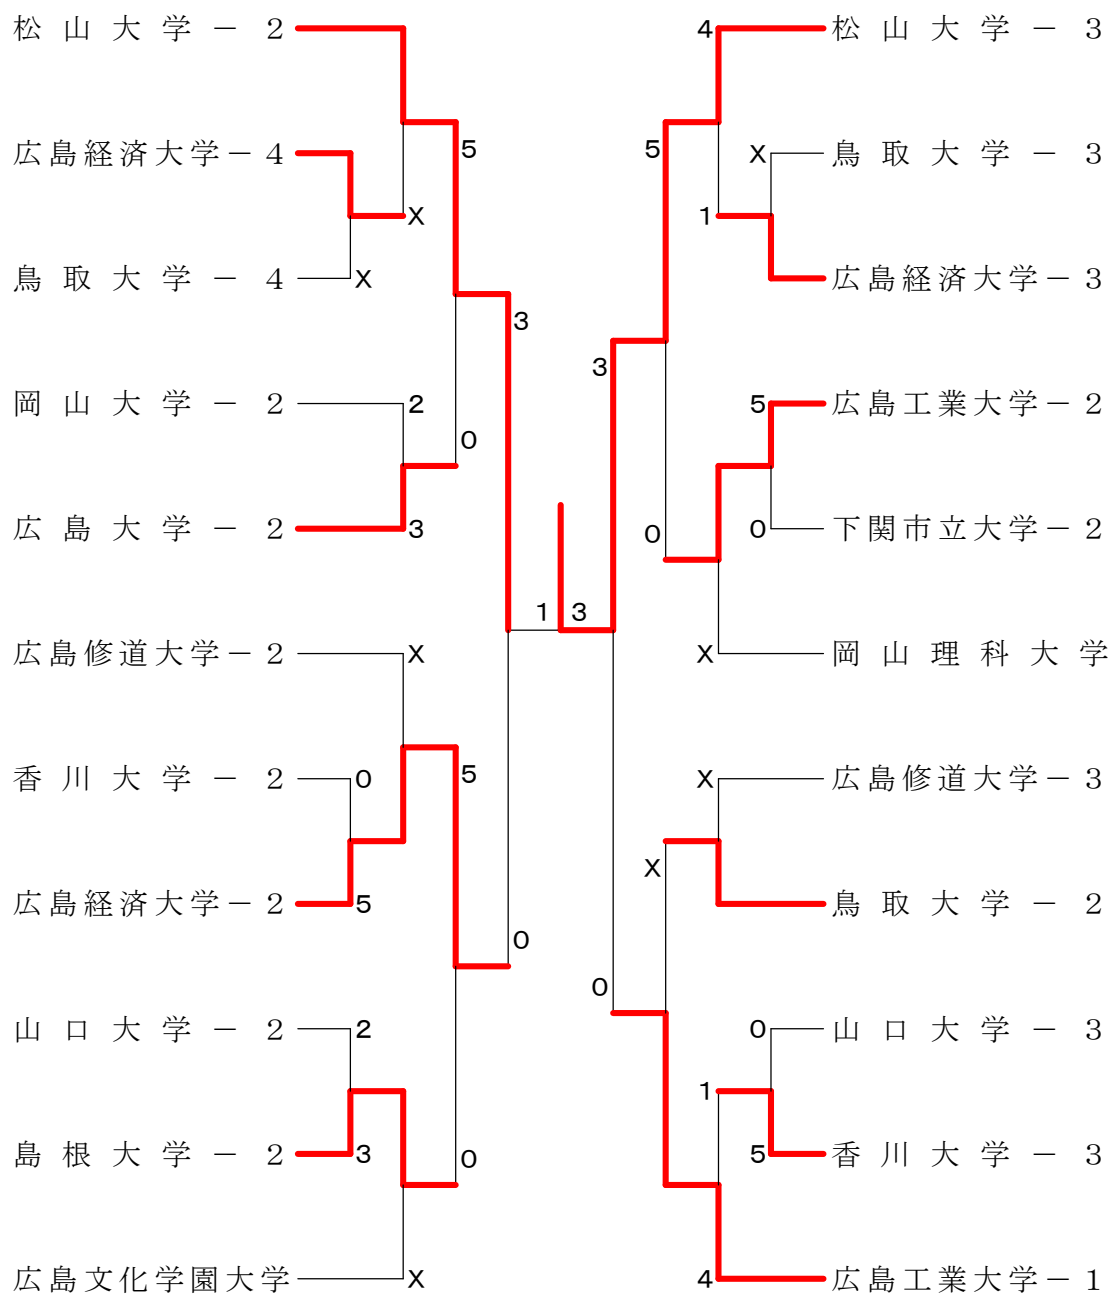 松山大学－２ 4 松山大学－３
広島経済大学－４ 5 5 X 鳥取大学－３
X 1
鳥取大学－４ X 広島経済大学－３
3
3
岡山大学－２ 2 5 広島工業大学－２
0
広島大学－２ 3 0 0 下関市立大学－２
1 3
広島修道大学－２ X X 岡山理科大学
香川大学－２ 0 5 X 広島修道大学－３
X
広島経済大学－２ 5 鳥取大学－２
0
0
山口大学－２ 2 0 山口大学－３
1
島根大学－２ 3 0 5 香川大学－３
広島文化学園大学 X 4 広島工業大学－１